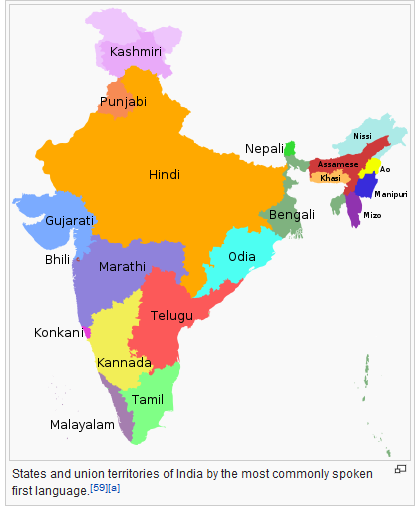 Kashmiri
Punjabi
Nepali
Nissi
Assamese
Ao
Khasi
Hindi
Manipuri
Gujarati
Bengali
Mizo
Bhili
Marathi
Odia
Telugu
Konkani
Kannada
Tamil
Malayalam
States and union territories of India by the most commonly spoken
first language.[59][a]